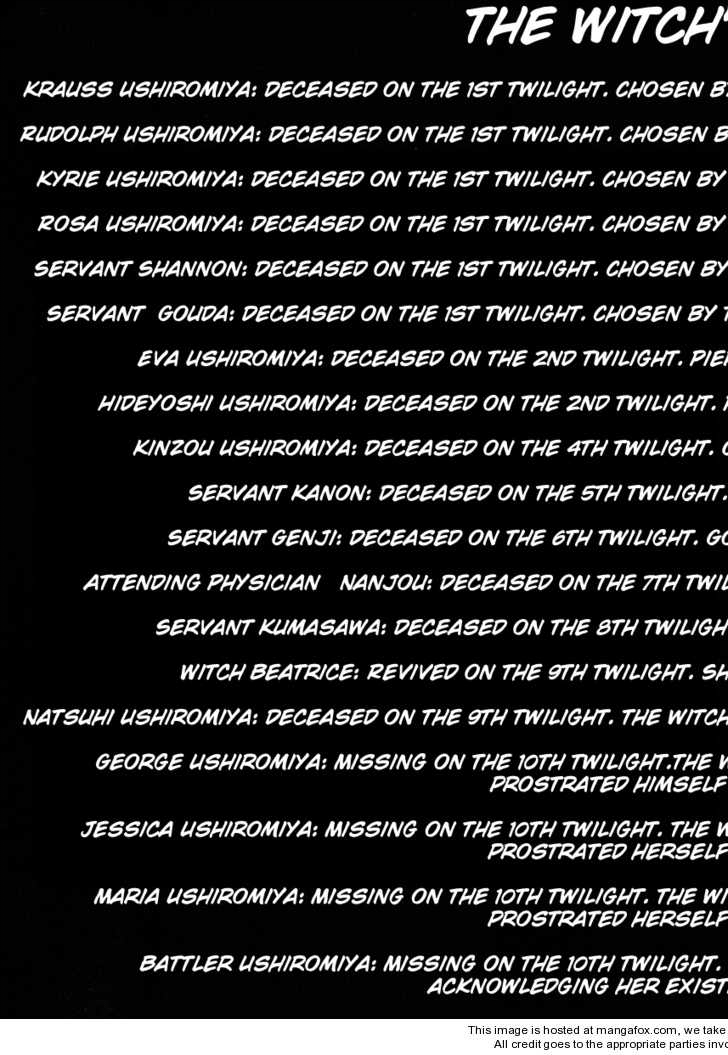 THE WITCH'
KRAUSS USHIROMIYA: DECEASED ON THE 1ST TWILIGHT. CHOSEN B
RUDOLPH USHIROMIYA: DECEASED ON THE 1ST TWILIGHT. CHOSEN B
KYRIE USHIROMIYA: DECEASED ON THE 1ST TWILIGHT. CHOSEN BY
ROSA USHIROMIYA: DECEASED ON THE 1ST TWILIGHT. CHOSEN BY
SERVANT SHANNON: DECEASED ON THE 1ST TWILIGHT. CHOSEN BY
SERVANT GOUDA: DECEASED ON THE 1ST TWILIGHT. CHOSEN BY T
EVA USHIROMIYA: DECEASED ON THE 2ND TWILIGHT. PIE
HIDEYOSHI USHIROMIYA: DECEASED ON THE 2ND TWILIGHT.
KINZOU USHIROMIYA: DECEASED ON THE 4TH TWILIGHT.
SERVANT KANON: DECEASED ON THE 5TH TWILIGHT.
SERVANT GENJI: DECEASED ON THE 6TH TWILIGHT. GO
ATTENDING PHYSICIAN NANJOU: DECEASED ON THE 7TH TWIL
SERVANT KUMASAWA: DECEASED ON THE 8TH TWILIGH
WITCH BEATRICE: REVIVED ON THE 9TH TWILIGHT. SH
NATSUHI USHIROMIYA: DECEASED ON THE 9TH TWILIGHT. THE WITCH
GEORGE USHIROMIYA: MISSING ON THE 10TH TWILIGHT.THE W
PROSTRATED HIMSELF
JESSICA USHIROMIYA: MISSING ON THE 10TH TWILIGHT. THE W
PROSTRATED HERSELF
MARIA USHIROMIYA: MISSING ON THE 10TH TWILIGHT. THE WI
PROSTRATED HERSELF
BATTLER USHIROMIYA: MISSING ON THE 10TH TWILIGHT.
ACKNOWLEDGING HER EXIST
This image is hosted at mangafox.com, we take
All credit goes to the appropriate parties inv